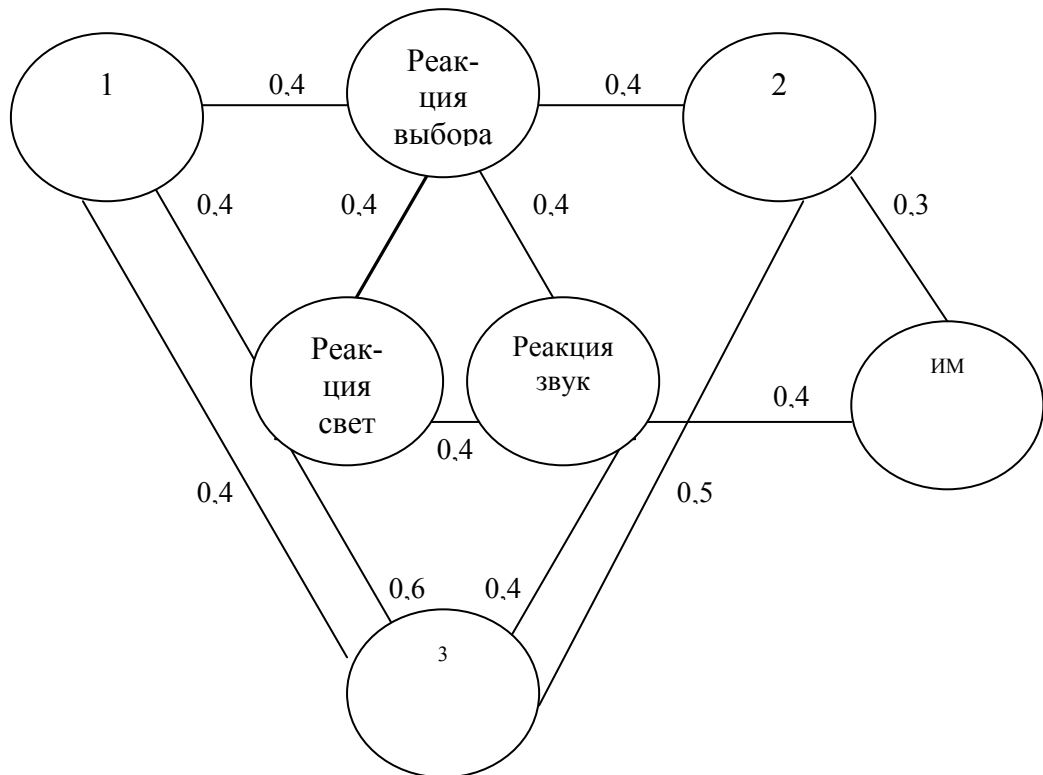 1
0,4
Реак-
ция
выбора
0,4
2
0,4
0,4
0,4
0,3
Реак-
ция
свет
Реакция
звук
ИМ
0,4
0,4
0,4
0,5
0,6
0,4
3